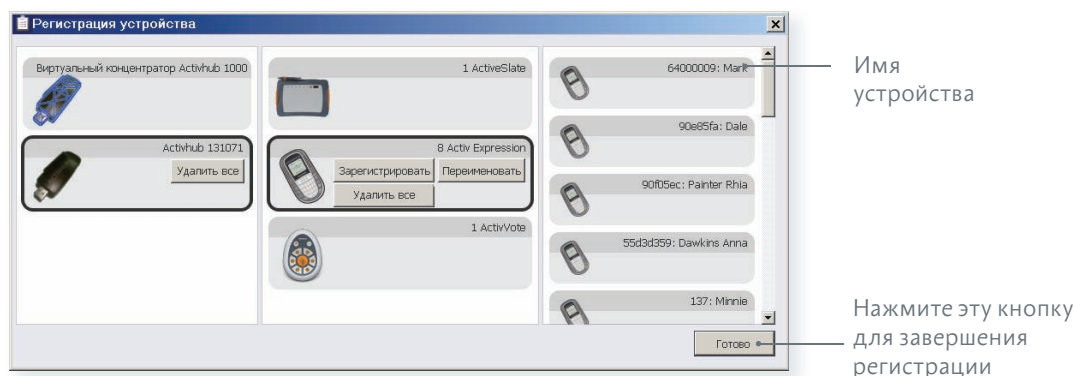 Регистрация устройства
Виртуальный концентратор Activhub 1000
Activhub 131071
Удалить все
1 ActiveSlate
8 Activ Expression
Зарегистрировать Переименовать
Удалить все
1 ActivVote
64000009: Mark
90e85fa: Dale
90f05ec: Painter Rhia
55d3d359: Dawkins Anna
137: Minnie
Готово
Имя
устройства
Нажмите эту кнопку
для завершения
регистрации